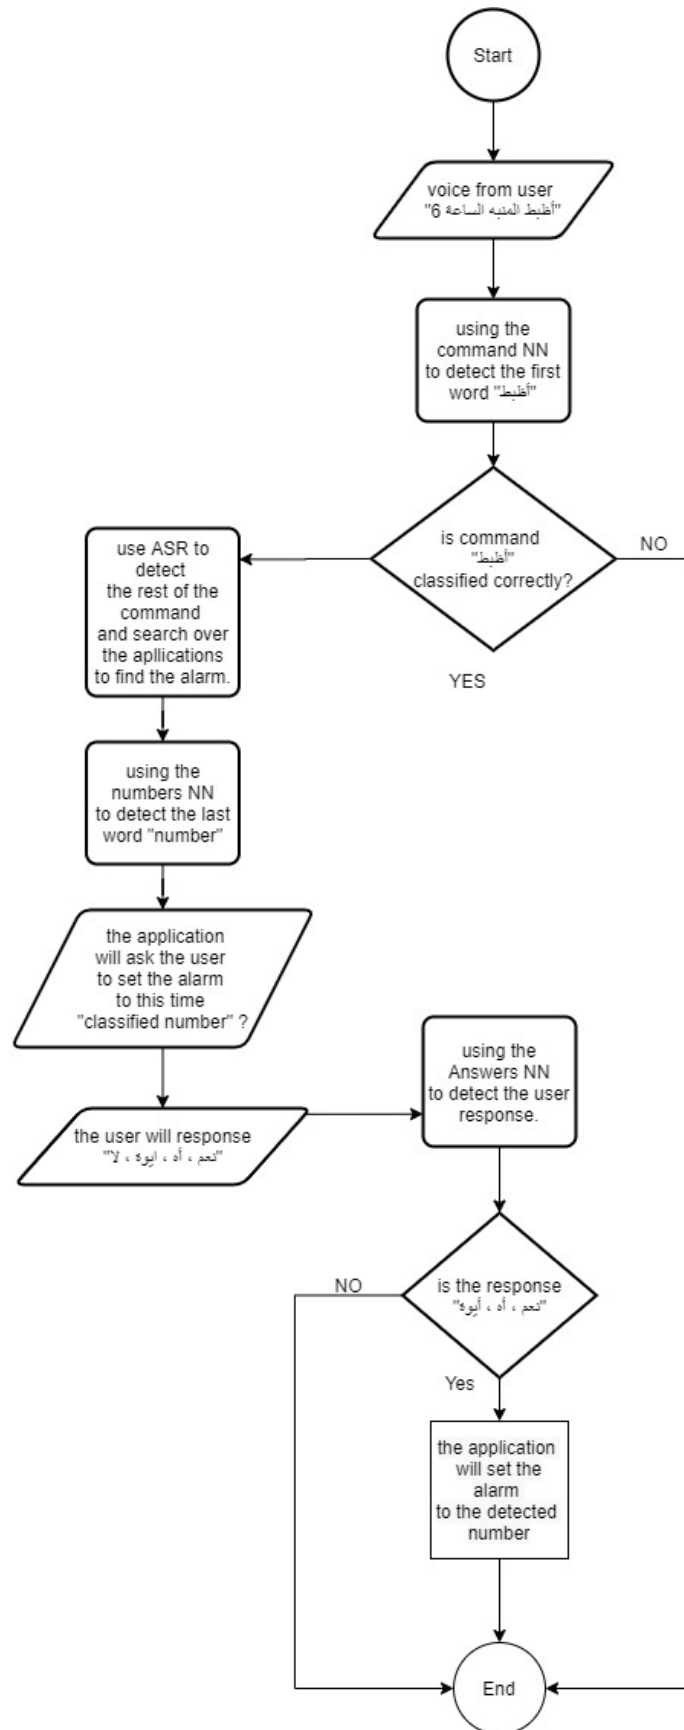 Start
voice from user
"أظبط المنبه الساعة 6"
using the
command NN
to detect the first
word "أظبط"
is command
"أظبط"
classified correctly?
NO
YES
use ASR to
detect
the rest of the
command
and search over
the apllications
to find the alarm.
using the
numbers NN
to detect the last
word "number"
the application
will ask the user
to set the alarm
to this time
"classified number" ?
the user will response
"نعم ، أه ، ايوة ، لا"
using the
Answers NN
to detect the user
response.
is the response
"نعم ، أه ، أيوة"
NO
Yes
the application
will set the
alarm
to the detected
number
End